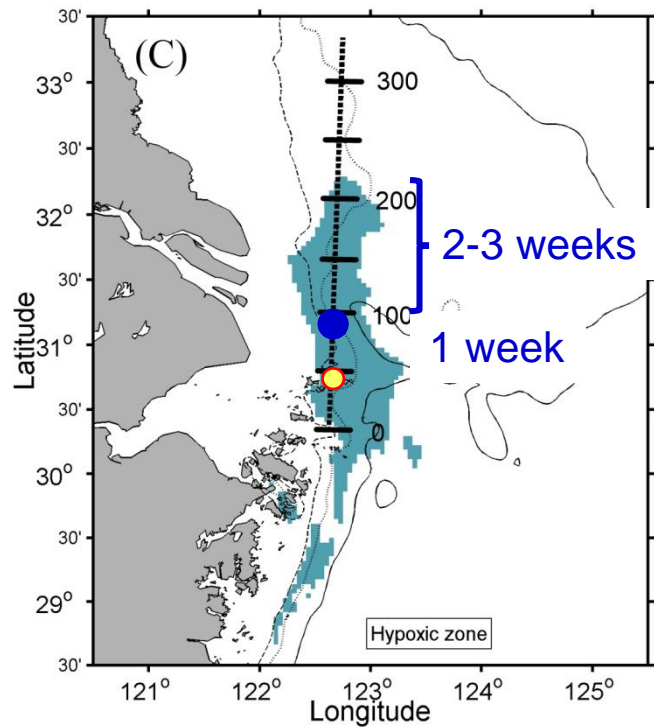 30'
(C)
33°
300
30'
200
32°
2-3 weeks
30'
100
1 week
31°
Latitude
30'
0
30°
30'
29°
Hypoxic zone
30'
121° 122° 123° 124° 125°
Longitude